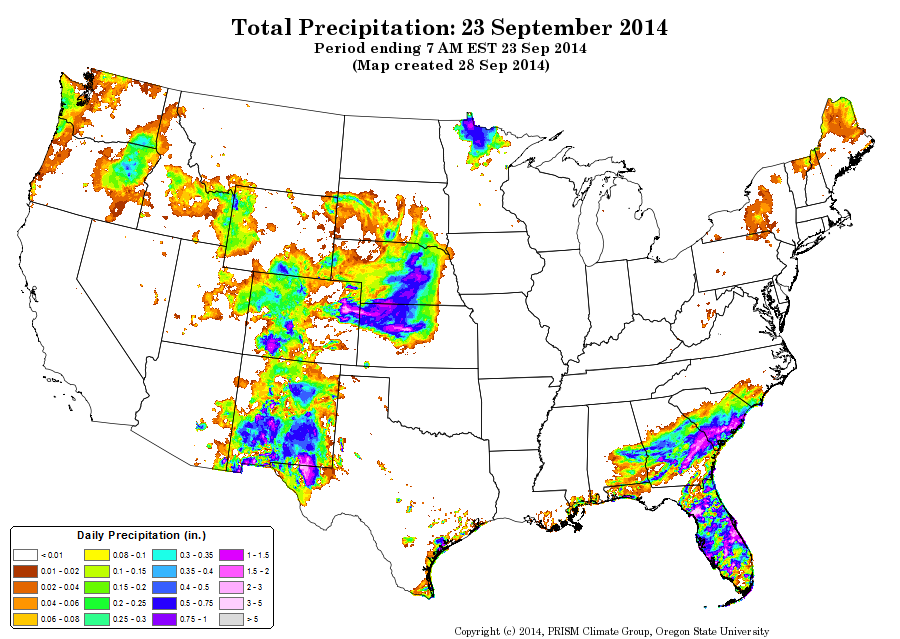 Total Precipitation: 23 September 2014
Period ending 7 AM EST 23 Sep 2014
(Map created 28 Sep 2014)
Daily Precipitation (in.)
< 0.01 0.08 - 0.1 0.3 - 0.35 1 - 1.5
0.01 - 0.02 0.1 - 0.15 0.35 - 0.4 1.5 - 2
0.02 - 0.04 0.15 - 0.2 0.4 - 0.5 2 - 3
0.04 - 0.06 0.2 - 0.25 0.5 - 0.75 3 - 5
0.06 - 0.08 0.25 - 0.3 0.75 - 1 > 5
Copyright (c) 2014, PRISM Climate Group, Oregon State University